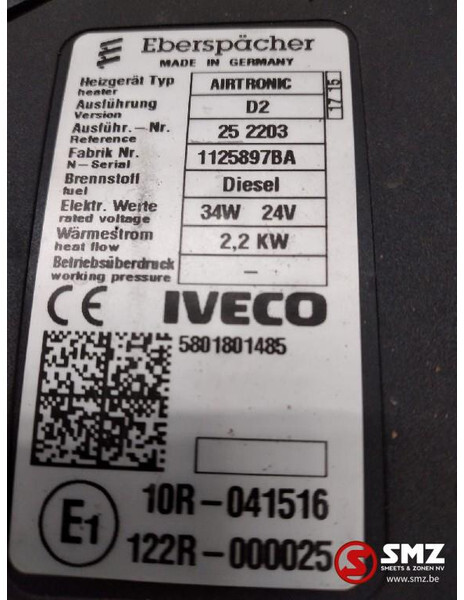 Eberspächer
MADE IN GERMANY
Heizgerät Typ AIRTRONIC
heater
Ausführung D2
Version
Ausführ.-Nr. 25 2203
Reference
Fabrik Nr. 1125897BA
N-Serial
Brennstoff Diesel
fuel
Elektr. Werte 34W 24V
rated voltage
Wärmestrom 2,2 KW
heat flow
Betriebsüberdruck –
working pressure
17 15
CE IVECO
5801801485
E1
10R-041516
122R-000025
SMZ
SHEETS & ZONEN NV
www.smz.be